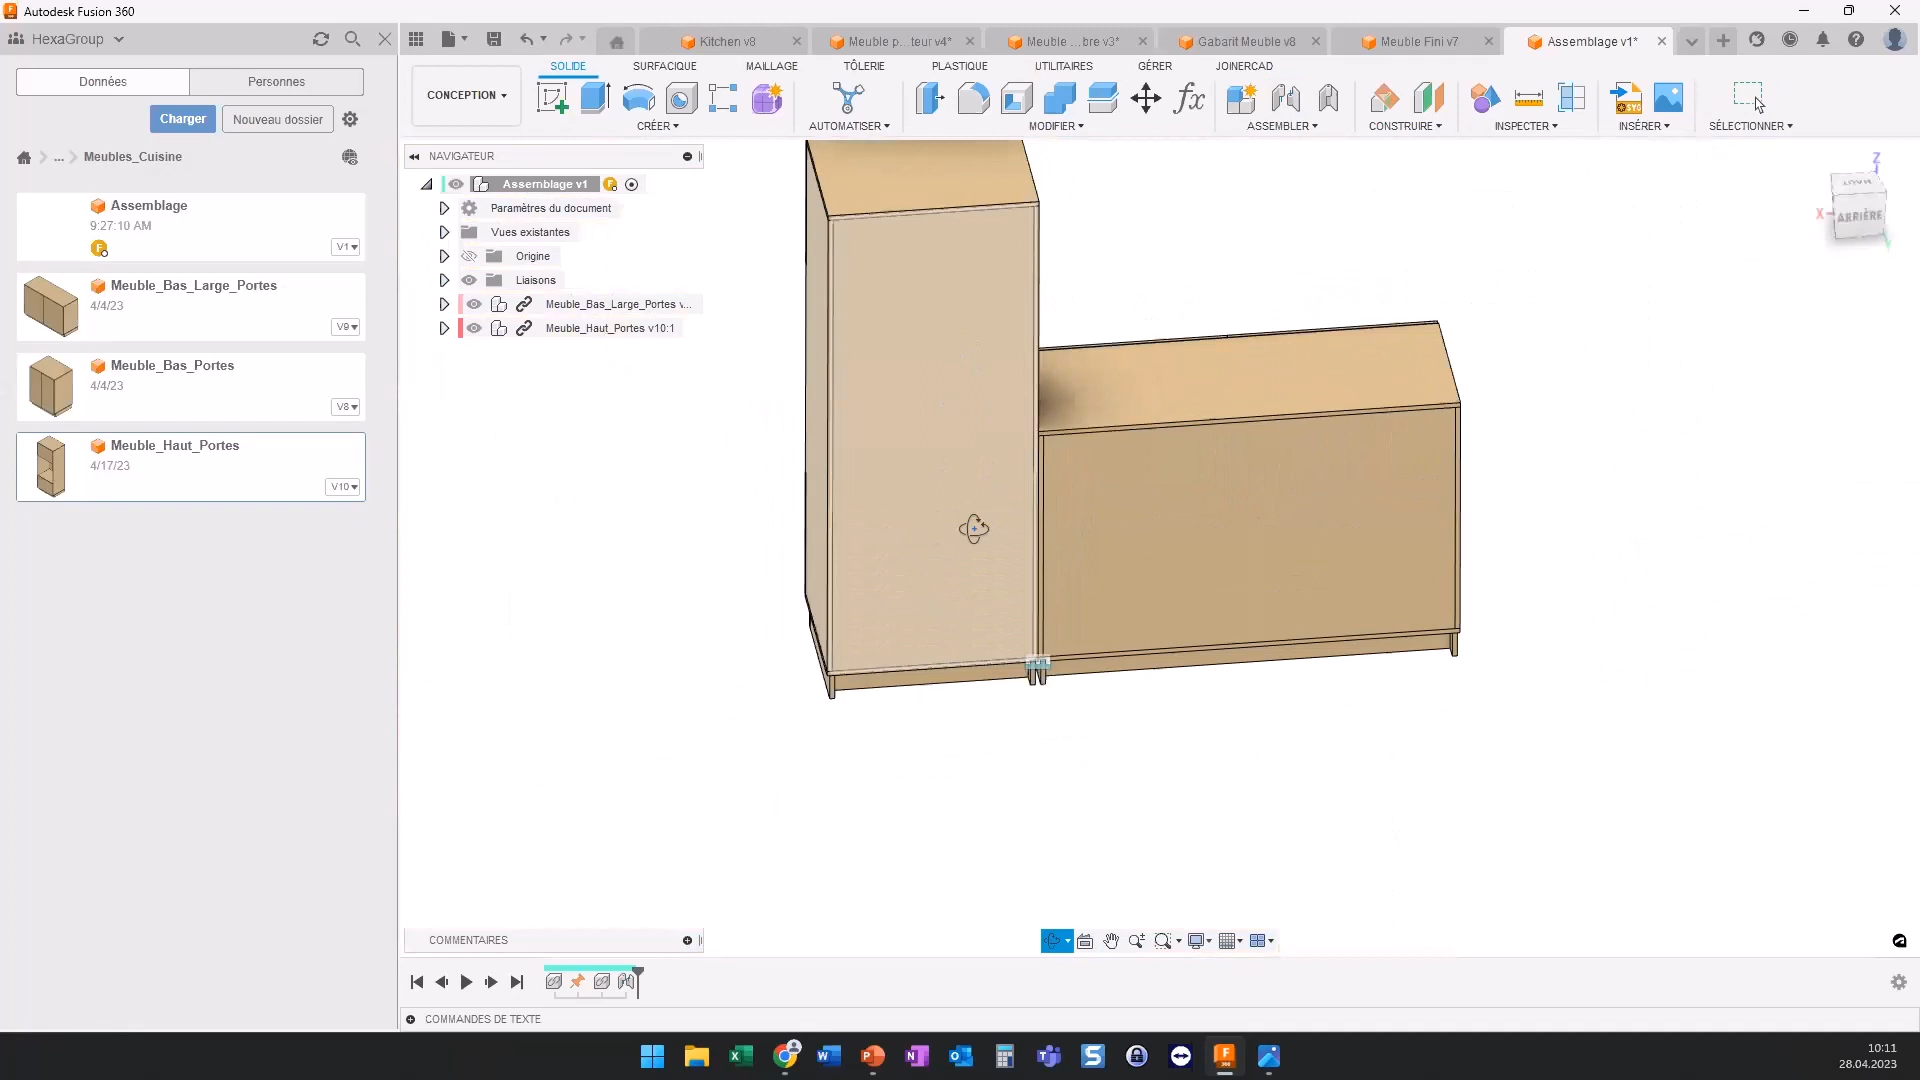 Autodesk Fusion 360
HexaGroup
Kitchen v8
Meuble p...teur v4*
Meuble ...bre v3*
Gabarit Meuble v8
Meuble Fini v7
Assemblage v1*
Données
Personnes
SOLIDE
SURFACIQUE
MAILLAGE
TÔLERIE
PLASTIQUE
UTILITAIRES
GÉRER
JOINERCAD
CONCEPTION
Charger
Nouveau dossier
CRÉER
AUTOMATISER
MODIFIER
ASSEMBLER
CONSTRUIRE
INSPECTER
INSÉRER
SÉLECTIONNER
... Meubles_Cuisine
NAVIGATEUR
Assemblage v1
Paramètres du document
Vues existantes
Origine
Liaisons
Meuble_Bas_Large_Portes v...
Meuble_Haut_Portes v10:1
Assemblage
9:27:10 AM
V1
Meuble_Bas_Large_Portes
4/4/23
V9
Meuble_Bas_Portes
4/4/23
V8
Meuble_Haut_Portes
4/17/23
V10
Z
HAUT
X
ARRIÈRE
COMMENTAIRES
COMMANDES DE TEXTE
10:11
28.04.2023